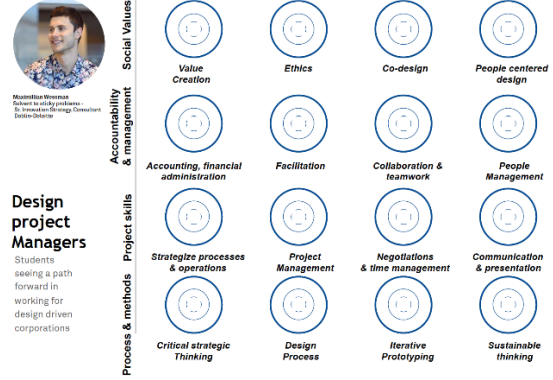 Maximilian Wessman
Solvent to sticky problems -
Sr. Innovation Strategy, Consultant
Doblin-Deloitte
Design
project
Managers
Students
seeing a path
forward in
working for
design driven
corporations
Social Values
Value
Creation
Ethics
Co-design
People centered
design
Accountability
& management
Accounting, financial
administration
Facilitation
Collaboration &
teamwork
People
Management
Project skills
Strategize processes
& operations
Project
Management
Negotiations
& time management
Communication
& presentation
Process & methods
Critical strategic
Thinking
Design
Process
Iterative
Prototyping
Sustainable
thinking